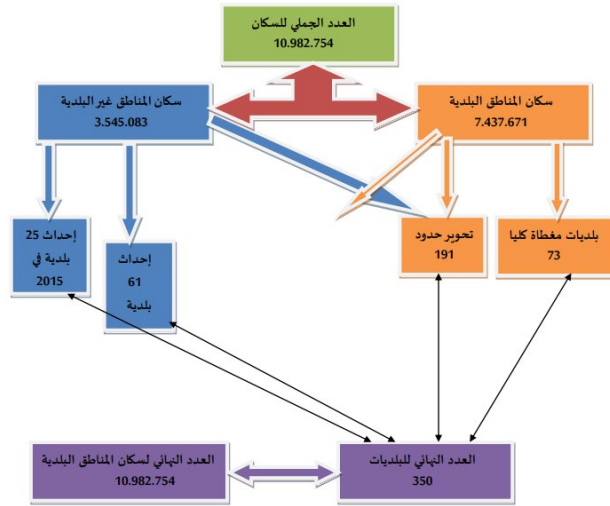 العدد الجملي للسكان
10.982.754
سكان المناطق البلدية
7.437.671
سكان المناطق غير البلدية
3.545.083
بلديات مغطاة كليا
73
تحوير حدود
191
إحداث
61
بلدية
إحداث 25
بلدية في
2015
العدد النهائي للبلديات
350
العدد النهائي لسكان المناطق البلدية
10.982.754